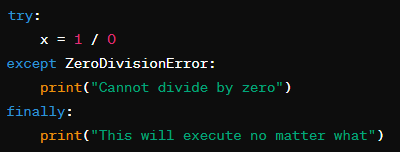 try:
    x = 1 / 0
except ZeroDivisionError:
    print("Cannot divide by zero")
finally:
    print("This will execute no matter what")